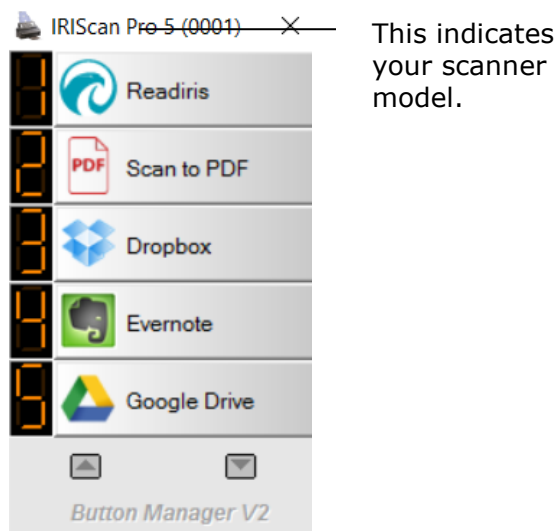 IRIScan Pro 5 (0001)
This indicates
your scanner
model.
1 Readiris
2 PDF Scan to PDF
3 Dropbox
4 Evernote
5 Google Drive
Button Manager V2